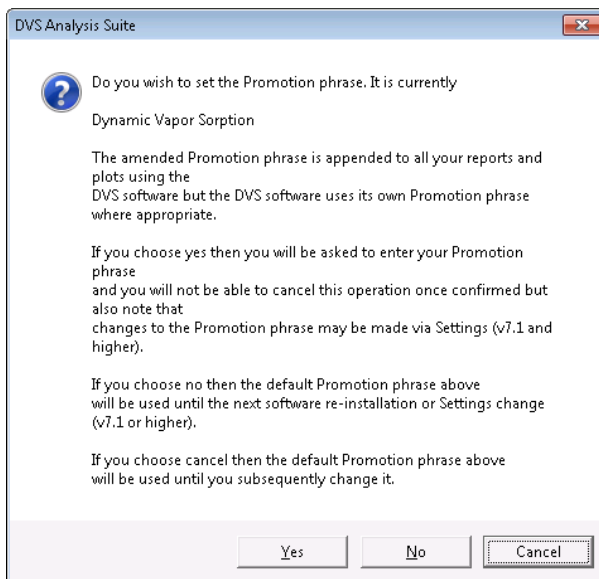 DVS Analysis Suite
Do you wish to set the Promotion phrase. It is currently
Dynamic Vapor Sorption
The amended Promotion phrase is appended to all your reports and
plots using the
DVS software but the DVS software uses its own Promotion phrase
where appropriate.
If you choose yes then you will be asked to enter your Promotion
phrase
and you will not be able to cancel this operation once confirmed but
also note that
changes to the Promotion phrase may be made via Settings (v7.1 and
higher).
If you choose no then the default Promotion phrase above
will be used until the next software re-installation or Settings change
(v7.1 or higher).
If you choose cancel then the default Promotion phrase above
will be used until you subsequently change it.
Yes No Cancel